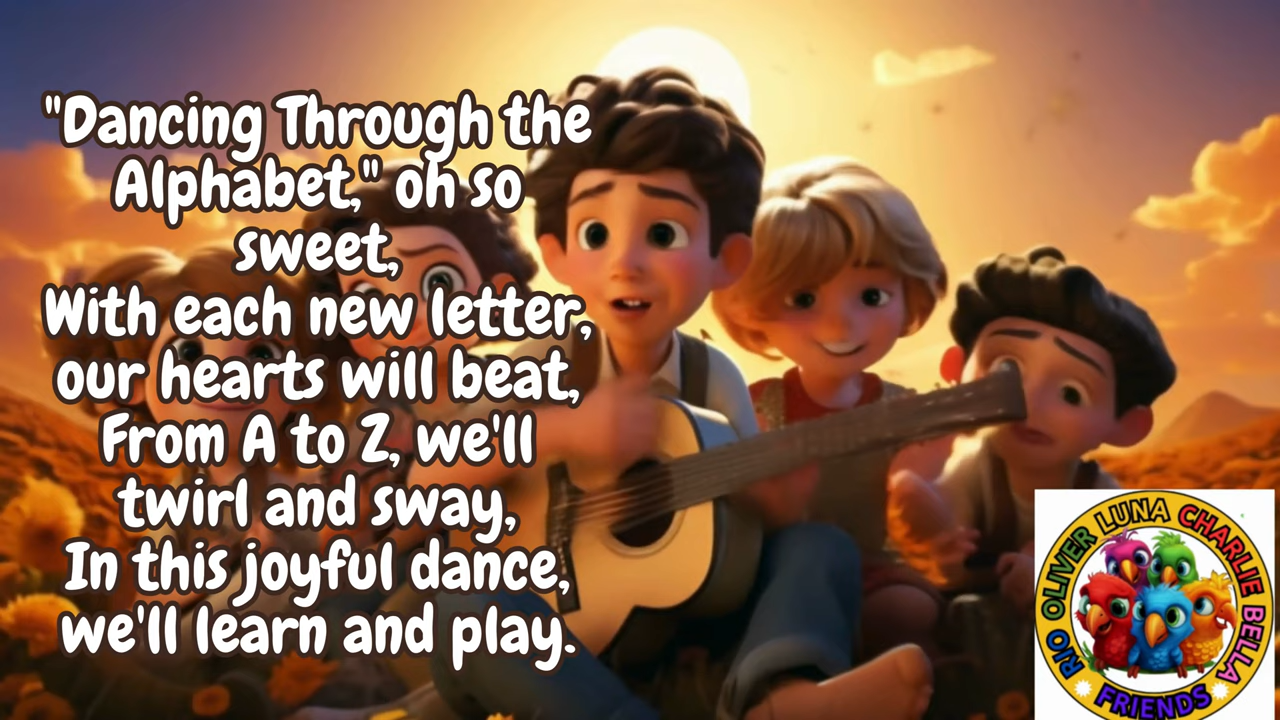 "Dancing Through the
Alphabet," oh so
sweet,
With each new letter,
our hearts will beat,
From A to Z, we'll
twirl and sway,
In this joyful dance,
we'll learn and play.
RIO OLIVER LUNA CHARLIE BELLA
FRIENDS